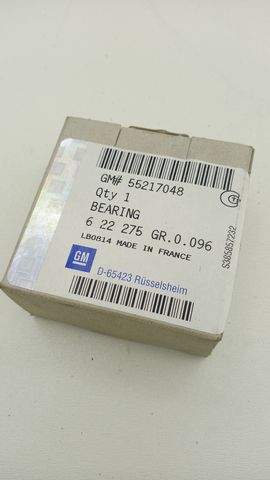 GM# 55217048
Qty 1
BEARING
6 22 275 GR.0.096
LB0814 MADE IN FRANCE
GM
D-65423 Rüsselsheim
S385857232